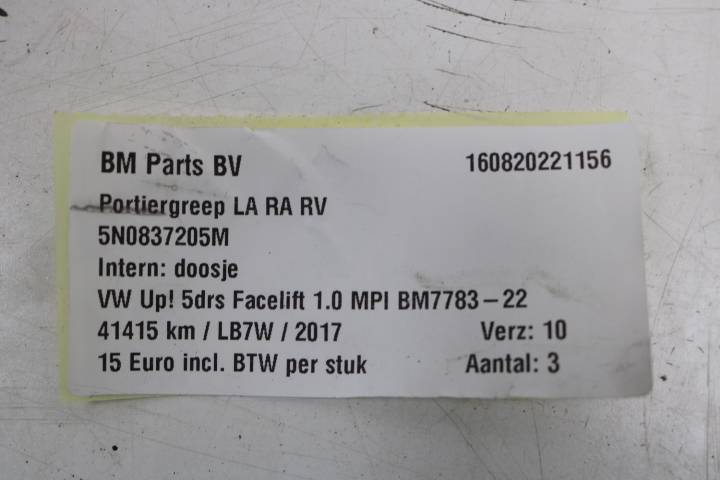 BM Parts BV 160820221156
Portiergreep LA RA RV
5N0837205M
Intern: doosje
VW Up! 5drs Facelift 1.0 MPI BM7783-22
41415 km / LB7W / 2017 Verz: 10
15 Euro incl. BTW per stuk Aantal: 3